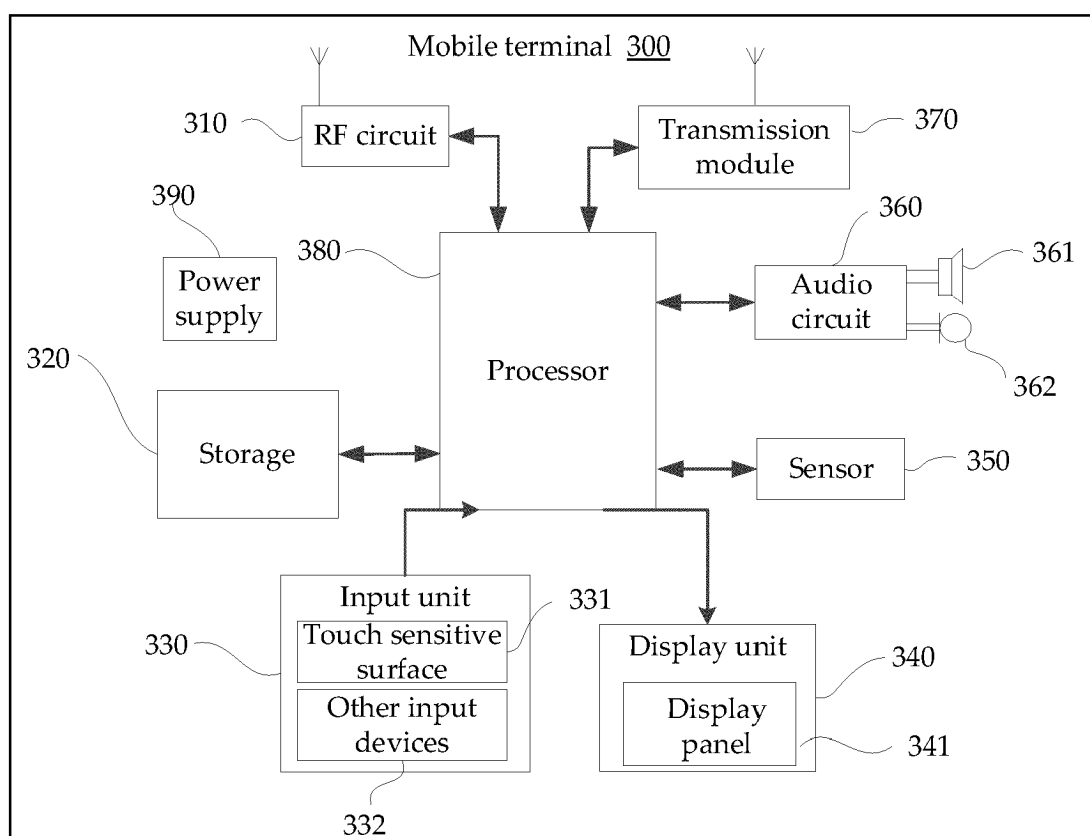 Mobile terminal 300
310
RF circuit
Transmission
module
370
390
Power
supply
380
360
361
Audio
circuit
362
320
Processor
Storage
Sensor
350
Input unit
331
330
Touch sensitive
surface
Other input
devices
332
Display unit
340
Display
panel
341